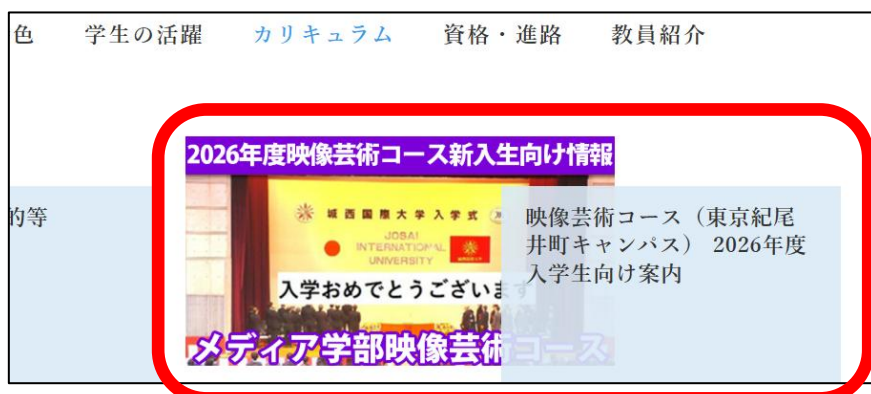 色 学生の活躍 カリキュラム 資格・進路 教員紹介
2026年度映像芸術コース新入生向け情報
的等
城西国際大学入学式
JOSAI
INTERNATIONAL
UNIVERSITY
入学おめでとうございます
メディア学部映像芸術コース
映像芸術コース（東京紀尾
井町キャンパス） 2026年度
入学生向け案内